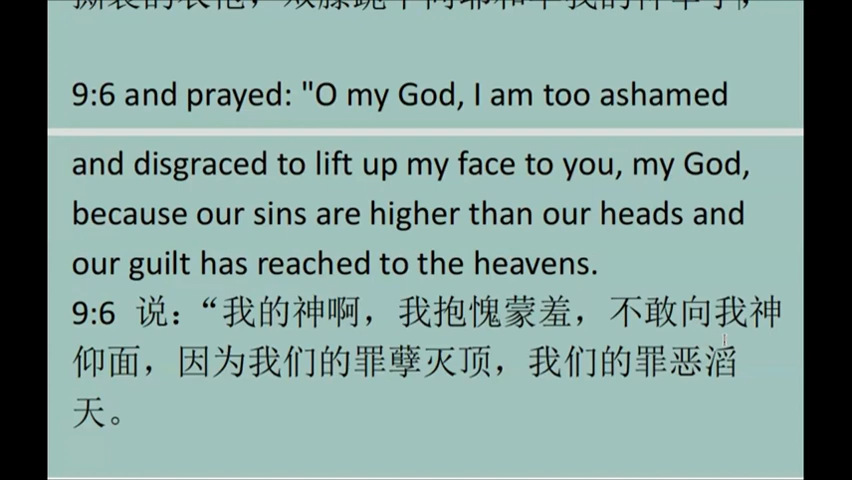 9:6 and prayed: "O my God, I am too ashamed
and disgraced to lift up my face to you, my God,
because our sins are higher than our heads and
our guilt has reached to the heavens.
9:6 说：“我的神啊，我抱愧蒙羞，不敢向我神
仰面，因为我们的罪孽灭顶，我们的罪恶滔
天。